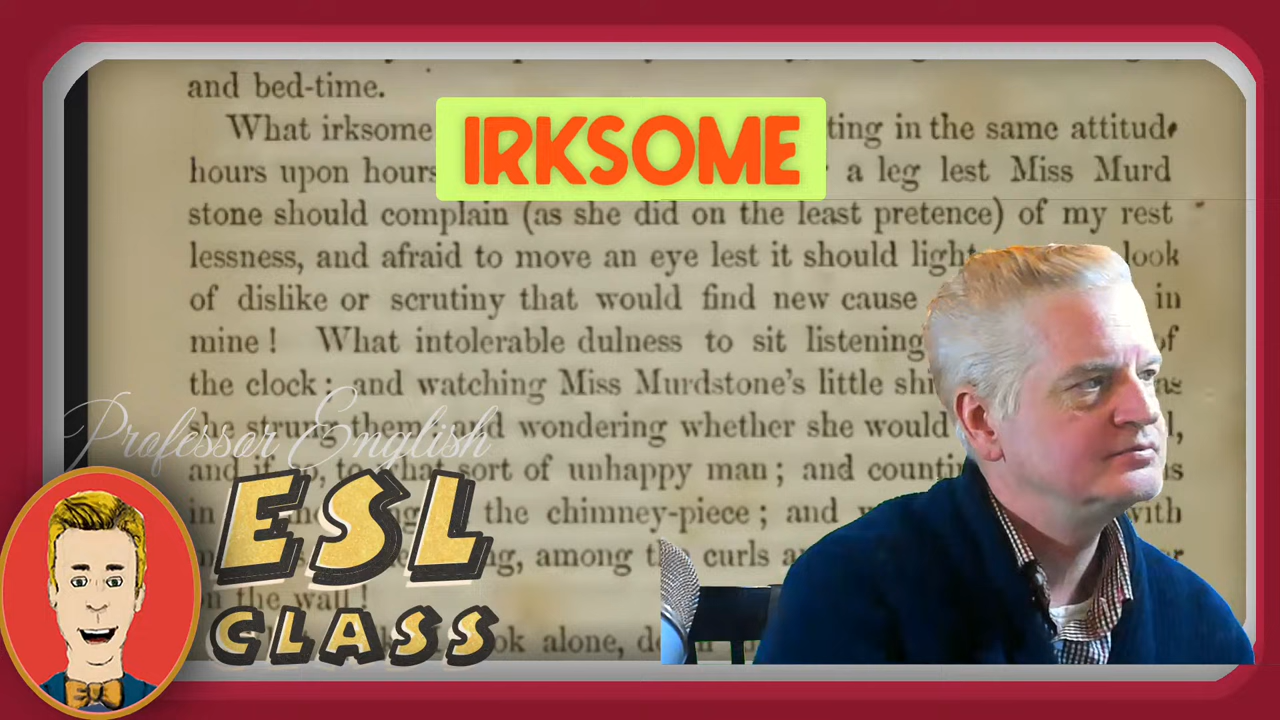 and bed-time.
What irksome
IRKSOME
ting in the same attitud
hours upon hours
a leg lest Miss Murd
stone should complain (as she did on the least pretence) of my rest
lessness, and afraid to move an eye lest it should light look
of dislike or scrutiny that would find new cause in
mine! What intolerable dulness to sit listening of
the clock; and watching Miss Murdstone's little shi as
she strung them; and wondering whether she would
and if so, to what sort of unhappy man; and counti
in the chimney-piece; and with
ng, among curls
on the wall!
alone,
Professor English
ESL
CLASS